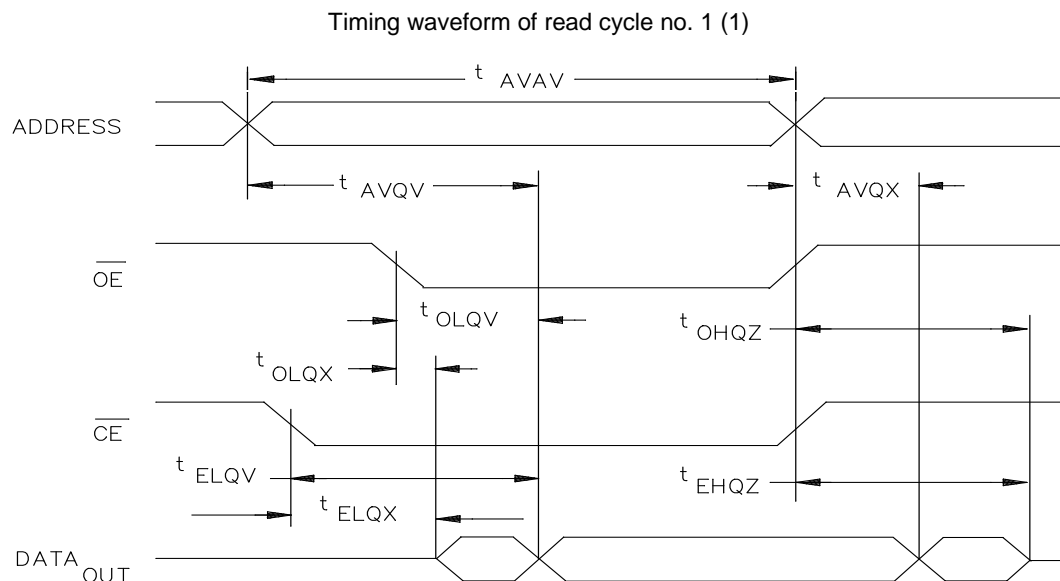 Timing waveform of read cycle no. 1 (1)
t AVAV
ADDRESS
t AVQV
t AVQX
OE
t OLQV
t OHQZ
t OLQX
CE
t ELQV
t EHQZ
t ELQX
DATA OUT